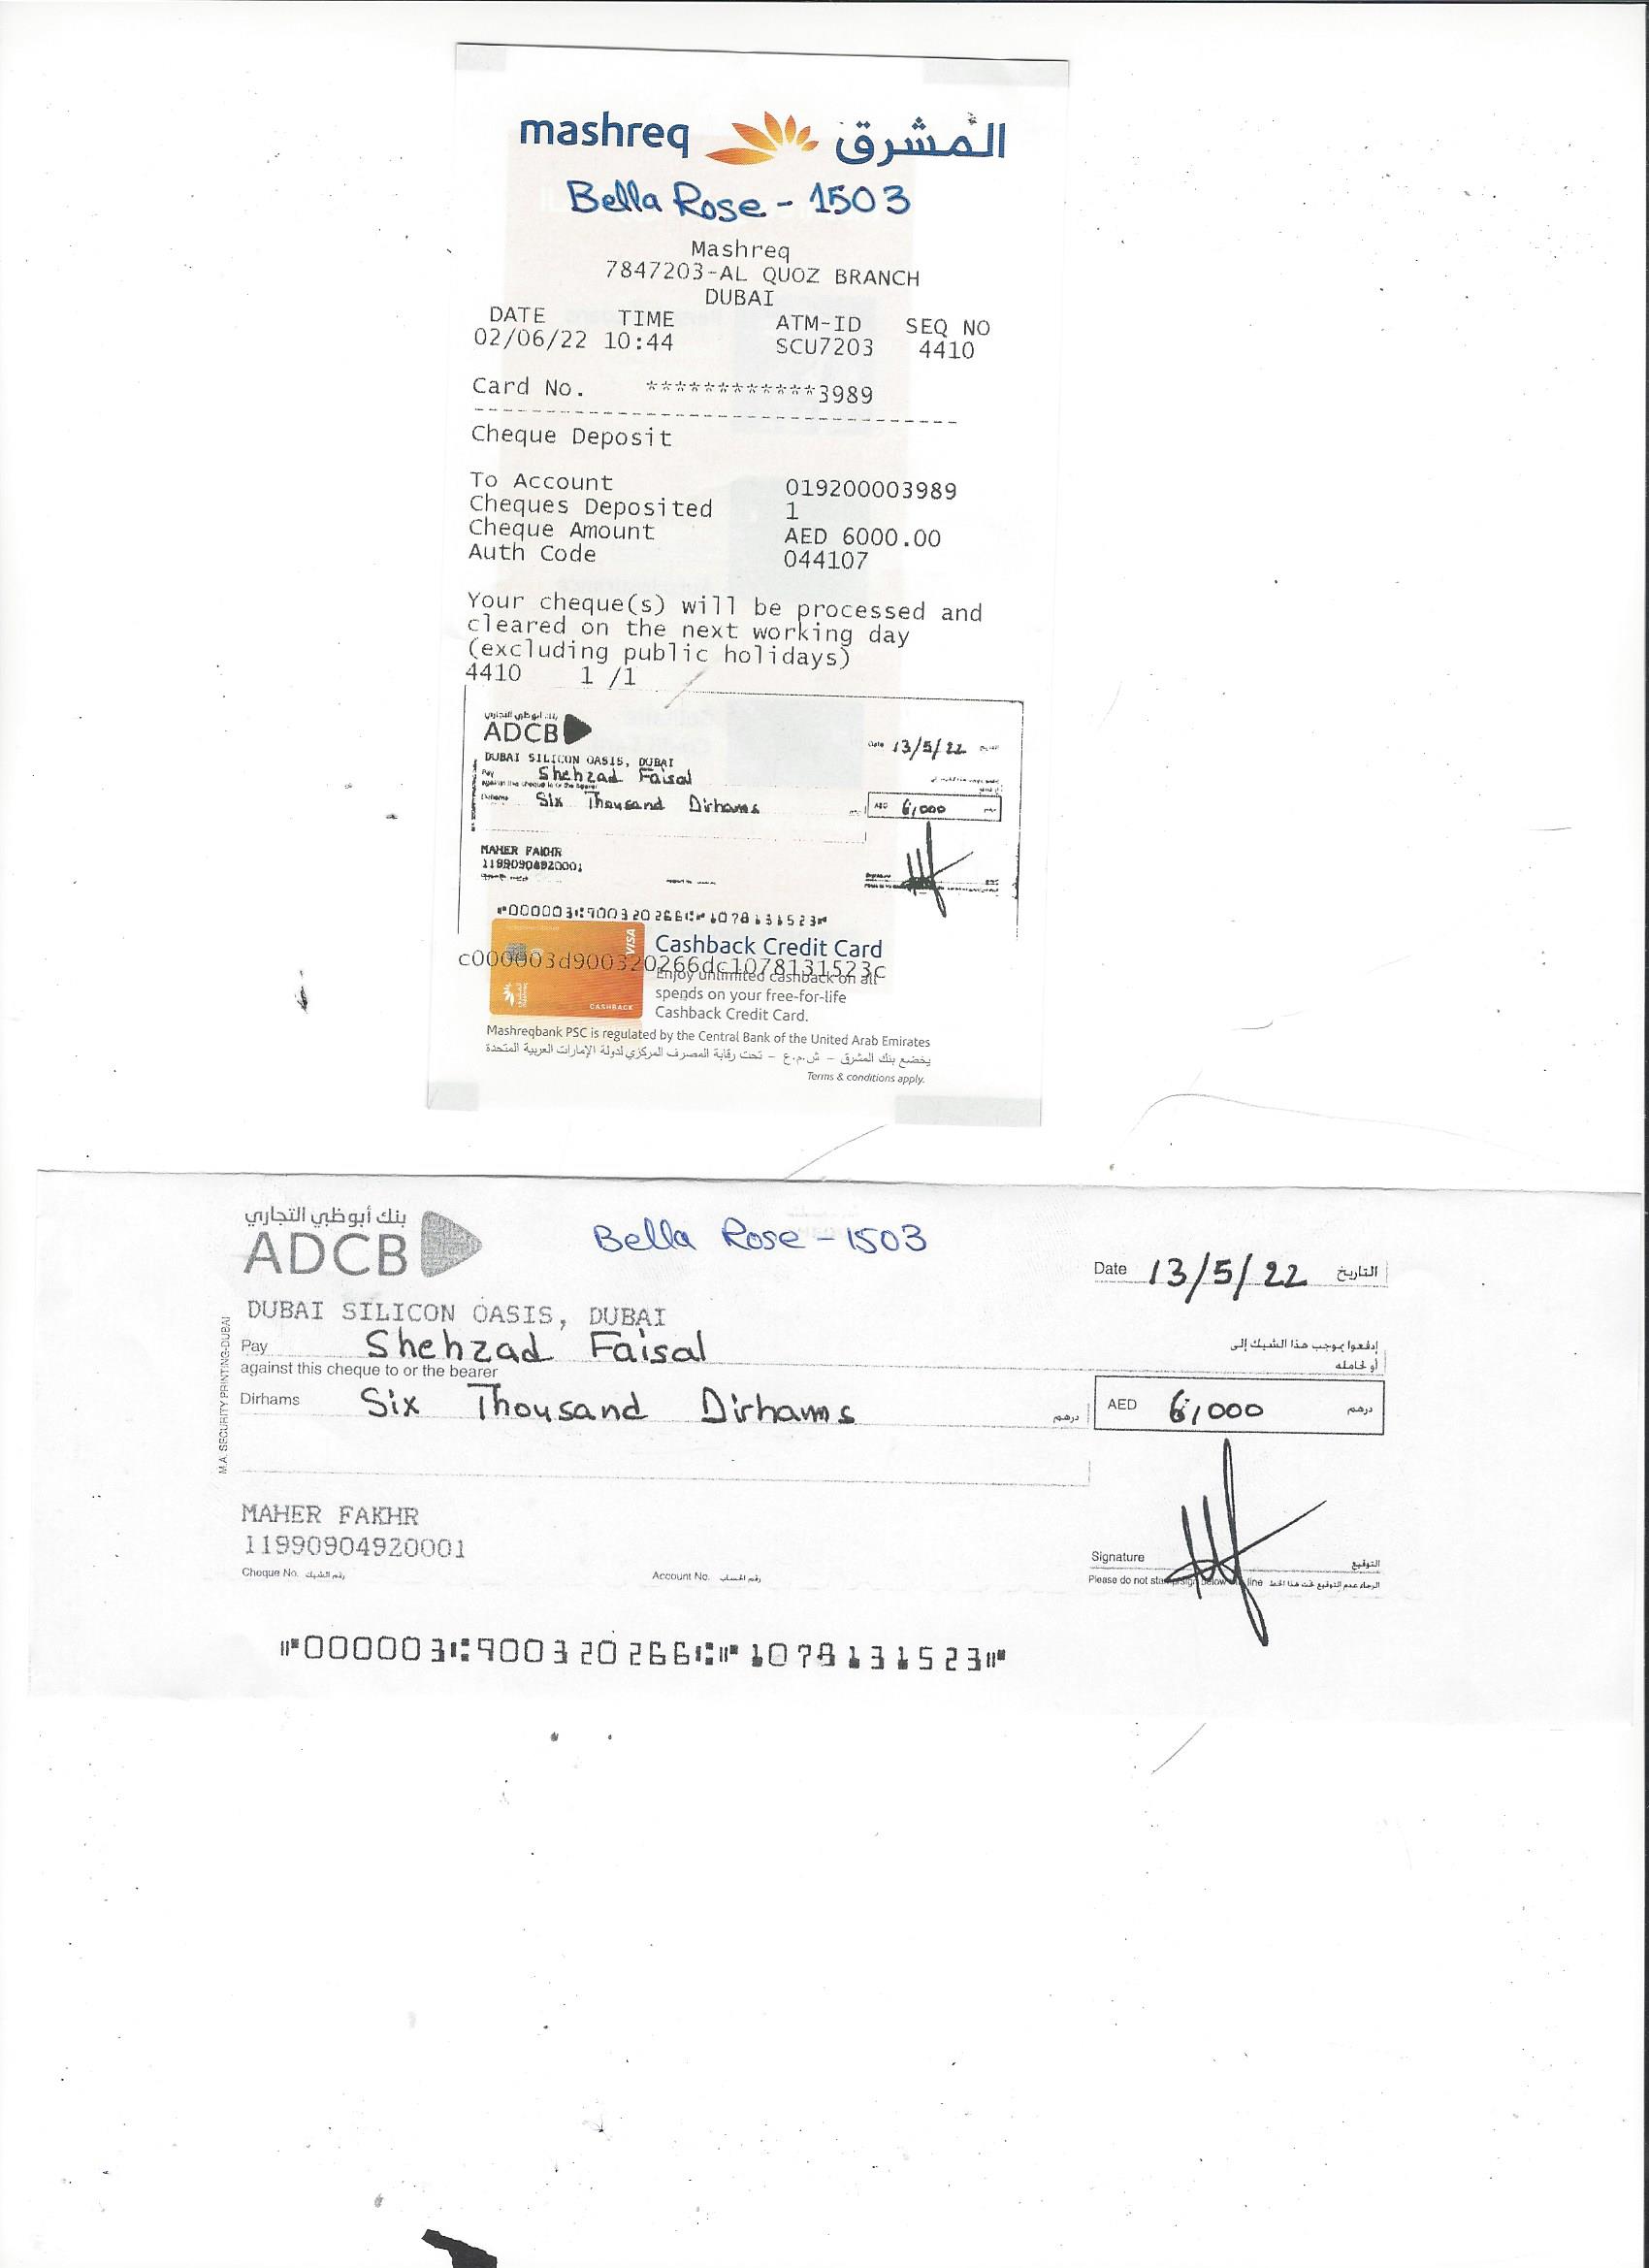 mashreq المشرق
Bella Rose - 1503
Mashreq
7847203-AL QUOZ BRANCH
DUBAI
DATE TIME ATM-ID SEQ NO
02/06/22 10:44 SCU7203 4410
Card No. ************3989
Cheque Deposit
To Account 019200003989
Cheques Deposited 1
Cheque Amount AED 6000.00
Auth Code 044107
Your cheque(s) will be processed and
cleared on the next working day
(excluding public holidays)
4410 1 /1
بنك أبوظبي التجاري
ADCB
Date 13/5/22
DUBAI SILICON OASIS, DUBAI
Pay Shehzad Faisal
against this cheque to or the bearer
Dirhams Six Thousand Dirhams
AED 6,000
MAHER FAKHR
11990904920001
Signature
⑈000003⑆900320266⑆⑈1078131523⑈
c000003d900320266dc1078131523c
VISA
CASHBACK
Cashback Credit Card
Enjoy unlimited cashback on all
spends on your free-for-life
Cashback Credit Card.
Mashreqbank PSC is regulated by the Central Bank of the United Arab Emirates
يخضع بنك المشرق - ش.م.ع - تحت رقابة المصرف المركزي لدولة الإمارات العربية المتحدة
Terms & conditions apply.
بنك أبوظبي التجاري
ADCB
Bella Rose - 1503
Date 13/5/22 التاريخ
DUBAI SILICON OASIS, DUBAI
Pay Shehzad Faisal إدفعوا بموجب هذا الشيك إلى
against this cheque to or the bearer أو لحامله
Dirhams Six Thousand Dirhams درهم
AED 6,000 درهم
M.A. SECURITY PRINTING-DUBAI
MAHER FAKHR
11990904920001
Cheque No. رقم الشيك Account No. رقم الحساب
Signature التوقيع
Please do not stamp/sign below line الرجاء عدم التوقيع تحت هذا الخط
⑈000003⑆900320266⑆⑈1078131523⑈